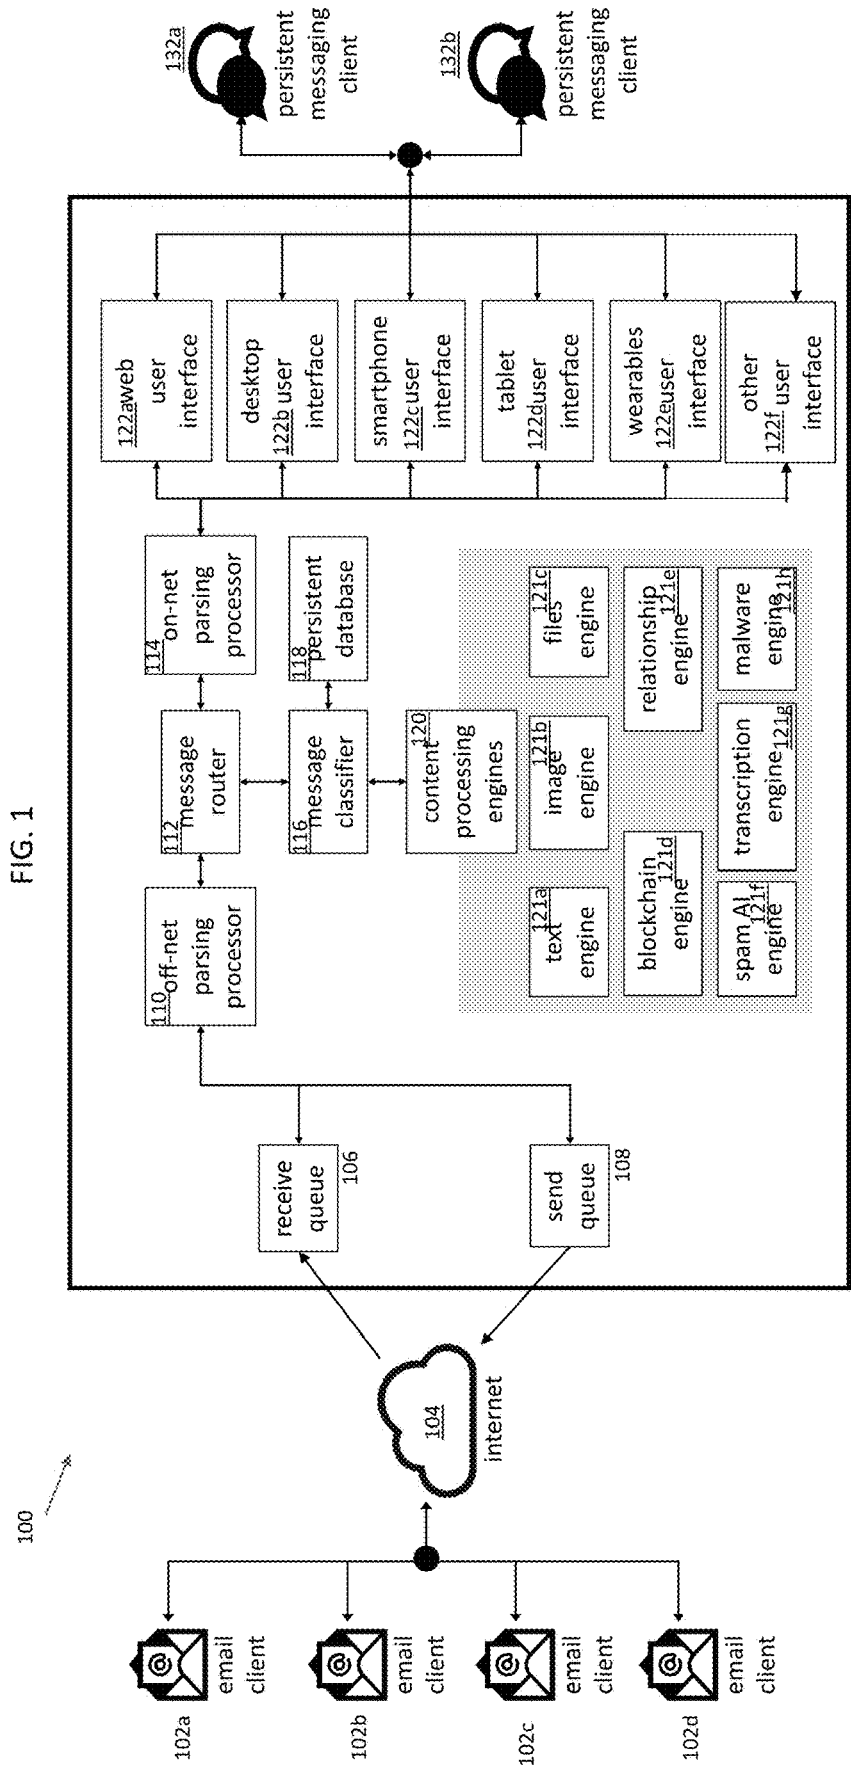 FIG. 1
100
102a
email
client
102b
email
client
102c
email
client
102d
email
client
104
internet
receive
queue
106
send
queue
108
110
off-net
parsing
processor
112
message
router
114
on-net
parsing
processor
116
message
classifier
118
persistent
database
120
content
processing
engines
121a
text
engine
121b
image
engine
121c
files
engine
blockchain
121d
engine
relationship
121e
engine
spam AI
121f
engine
transcription
engine
121g
malware
engine
121h
122a web
user
interface
desktop
122b user
interface
smartphone
122c user
interface
tablet
122d user
interface
wearables
122e user
interface
other
122f user
interface
132a
persistent
messaging
client
132b
persistent
messaging
client